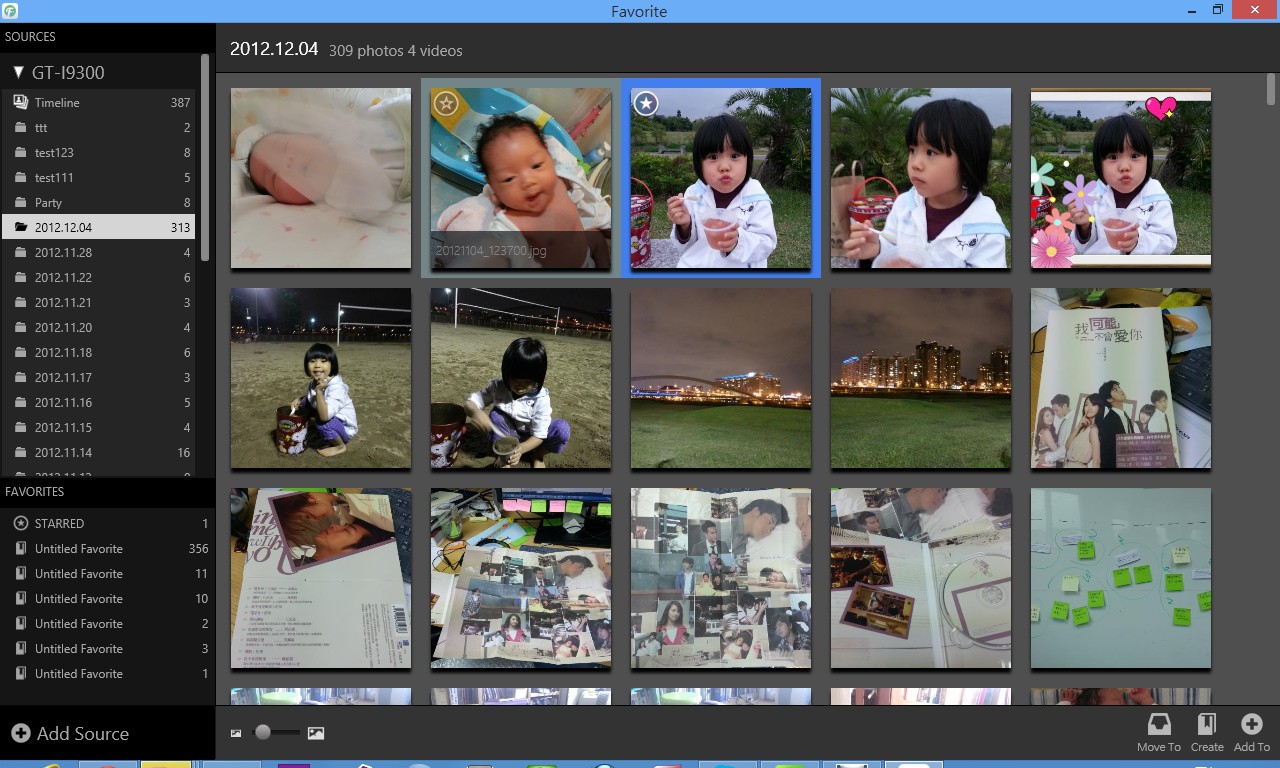 Favorite
SOURCES
GT-I9300
Timeline 387
ttt 2
test123 8
test111 5
Party 8
2012.12.04 313
2012.11.28 4
2012.11.22 6
2012.11.21 3
2012.11.20 4
2012.11.18 6
2012.11.17 3
2012.11.16 5
2012.11.15 4
2012.11.14 16
FAVORITES
STARRED 1
Untitled Favorite 356
Untitled Favorite 11
Untitled Favorite 10
Untitled Favorite 2
Untitled Favorite 3
Untitled Favorite 1
Add Source
2012.12.04 309 photos 4 videos
20121104_123700.jpg
我可能
不會愛你
in
with
Move To Create Add To